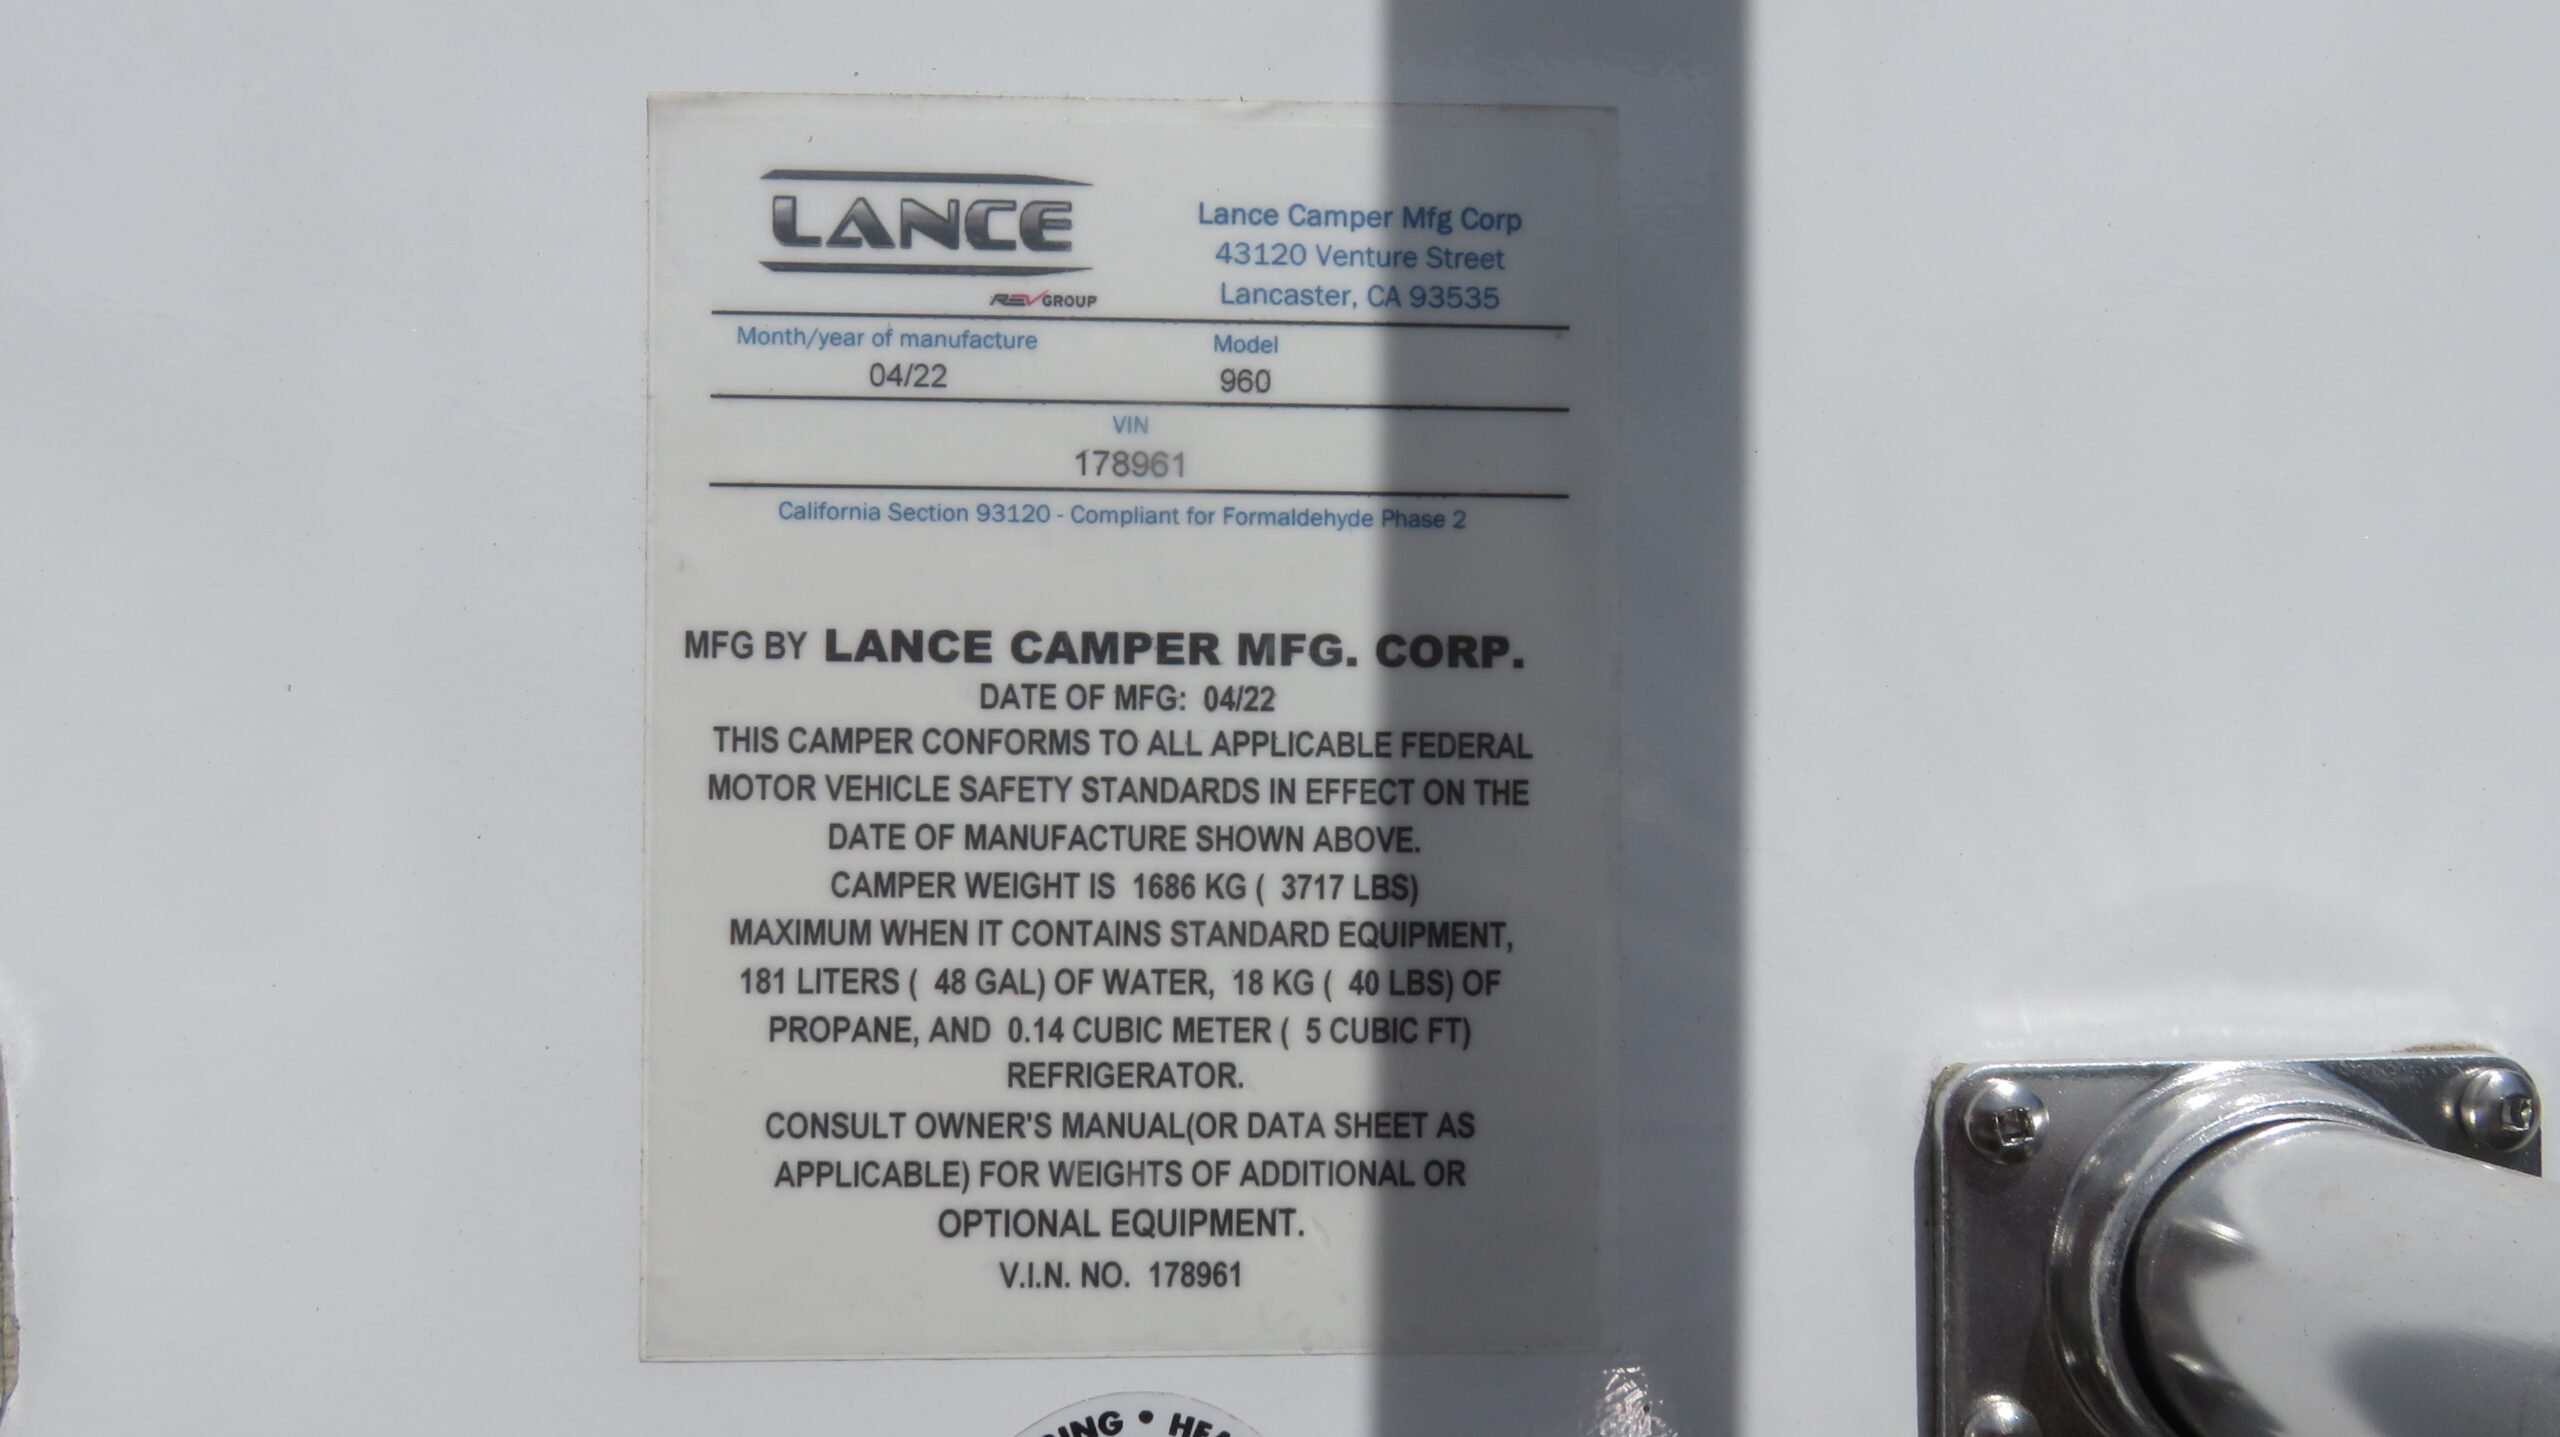 LANCE
REV GROUP
Lance Camper Mfg Corp
43120 Venture Street
Lancaster, CA 93535
Month/year of manufacture Model
04/22 960
VIN
178961
California Section 93120 - Compliant for Formaldehyde Phase 2
MFG BY LANCE CAMPER MFG. CORP.
DATE OF MFG: 04/22
THIS CAMPER CONFORMS TO ALL APPLICABLE FEDERAL
MOTOR VEHICLE SAFETY STANDARDS IN EFFECT ON THE
DATE OF MANUFACTURE SHOWN ABOVE.
CAMPER WEIGHT IS 1686 KG ( 3717 LBS)
MAXIMUM WHEN IT CONTAINS STANDARD EQUIPMENT,
181 LITERS ( 48 GAL) OF WATER, 18 KG ( 40 LBS) OF
PROPANE, AND 0.14 CUBIC METER ( 5 CUBIC FT)
REFRIGERATOR.
CONSULT OWNER'S MANUAL(OR DATA SHEET AS
APPLICABLE) FOR WEIGHTS OF ADDITIONAL OR
OPTIONAL EQUIPMENT.
V.I.N. NO. 178961